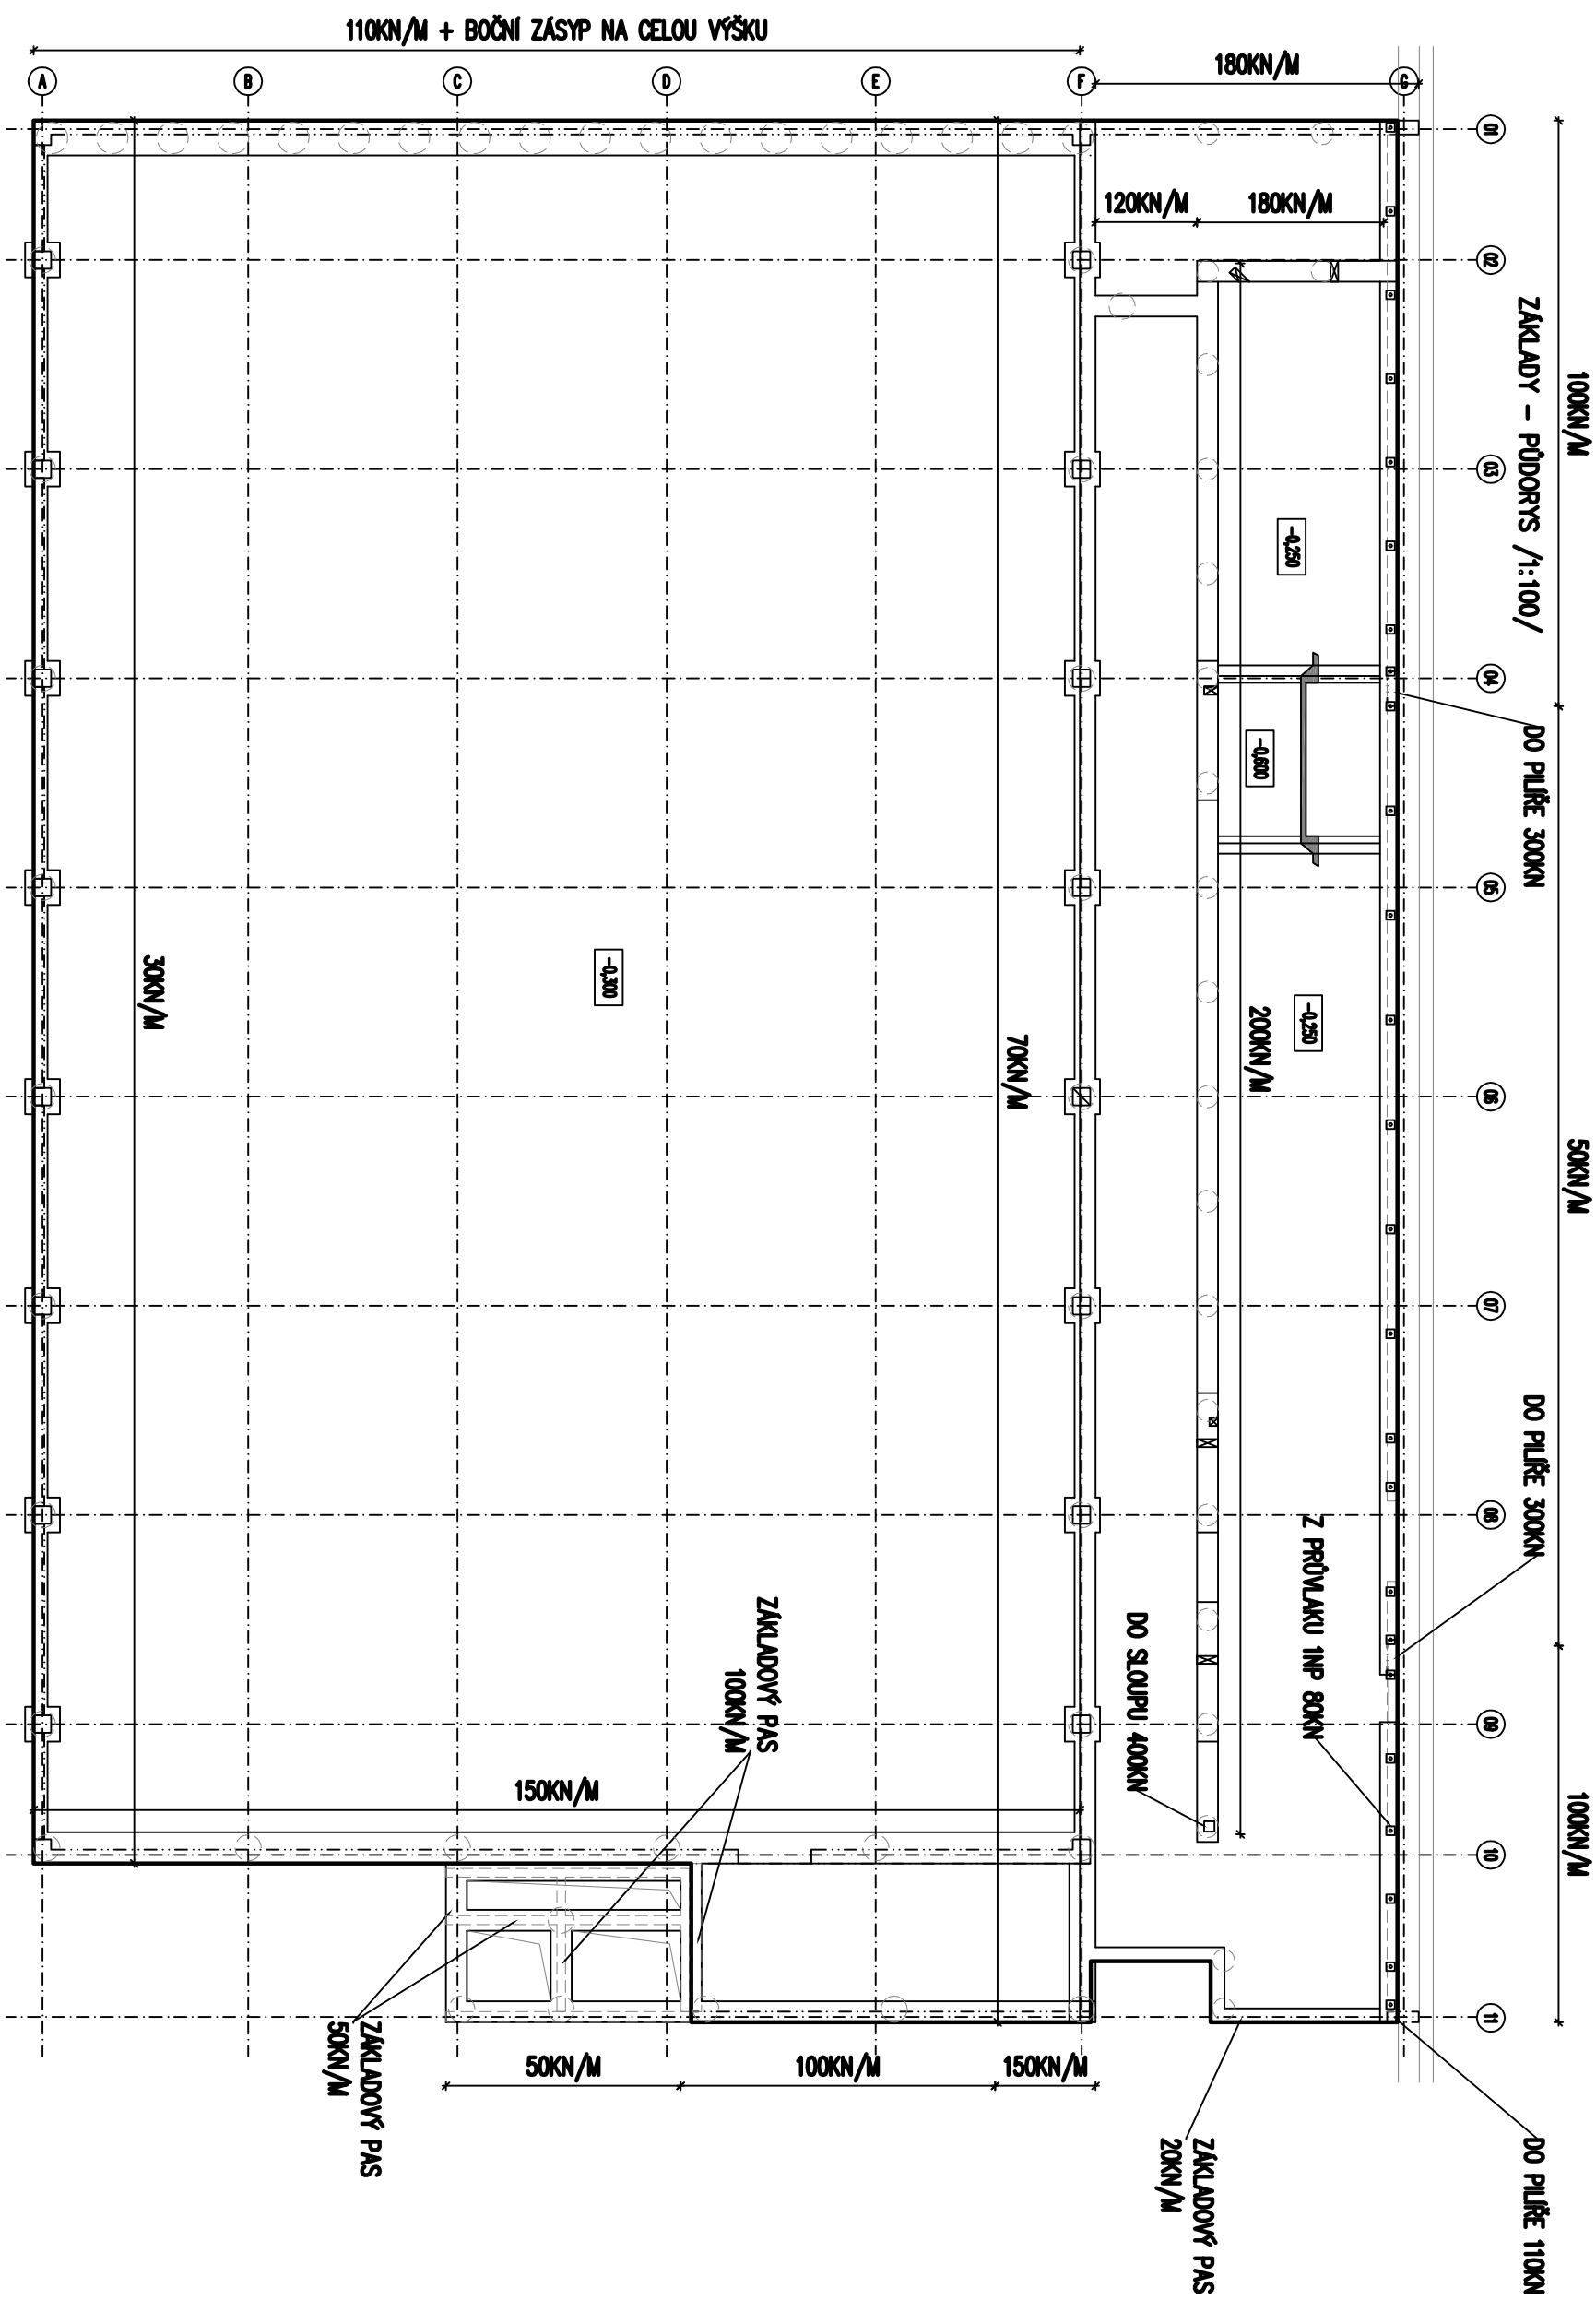 ZÁKLADY - PŮDORYS /1:100/
110KN/M + BOČNÍ ZÁSYP NA CELOU VÝŠKU
180KN/M
A
B
C
D
E
F
G
01
02
03
04
05
06
07
08
09
10
11
100KN/M
50KN/M
100KN/M
120KN/M
180KN/M
DO PILÍŘE 300KN
DO PILÍŘE 300KN
DO PILÍŘE 110KN
-0,250
-0,600
-0,250
-0,300
200KN/M
30KN/M
70KN/M
Z PRŮVLAKU 1NP 80KN
DO SLOUPU 400KN
ZÁKLADOVÝ PAS
100KN/M
150KN/M
ZÁKLADOVÝ PAS
50KN/M
50KN/M
100KN/M
150KN/M
ZÁKLADOVÝ PAS
20KN/M